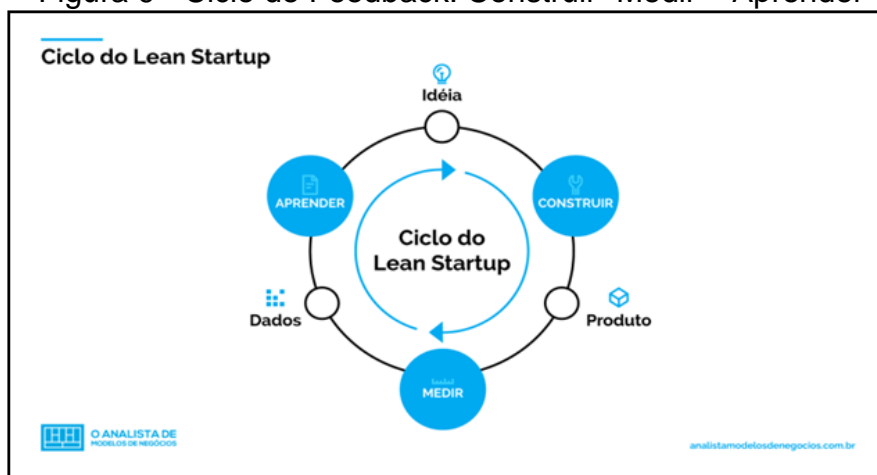 Ciclo do Lean Startup
Idéia
APRENDER
CONSTRUIR
Ciclo do
Lean Startup
Dados
Produto
MEDIR
O ANALISTA DE
MODELOS DE NEGÓCIOS
analistamodelosdenegocios.com.br